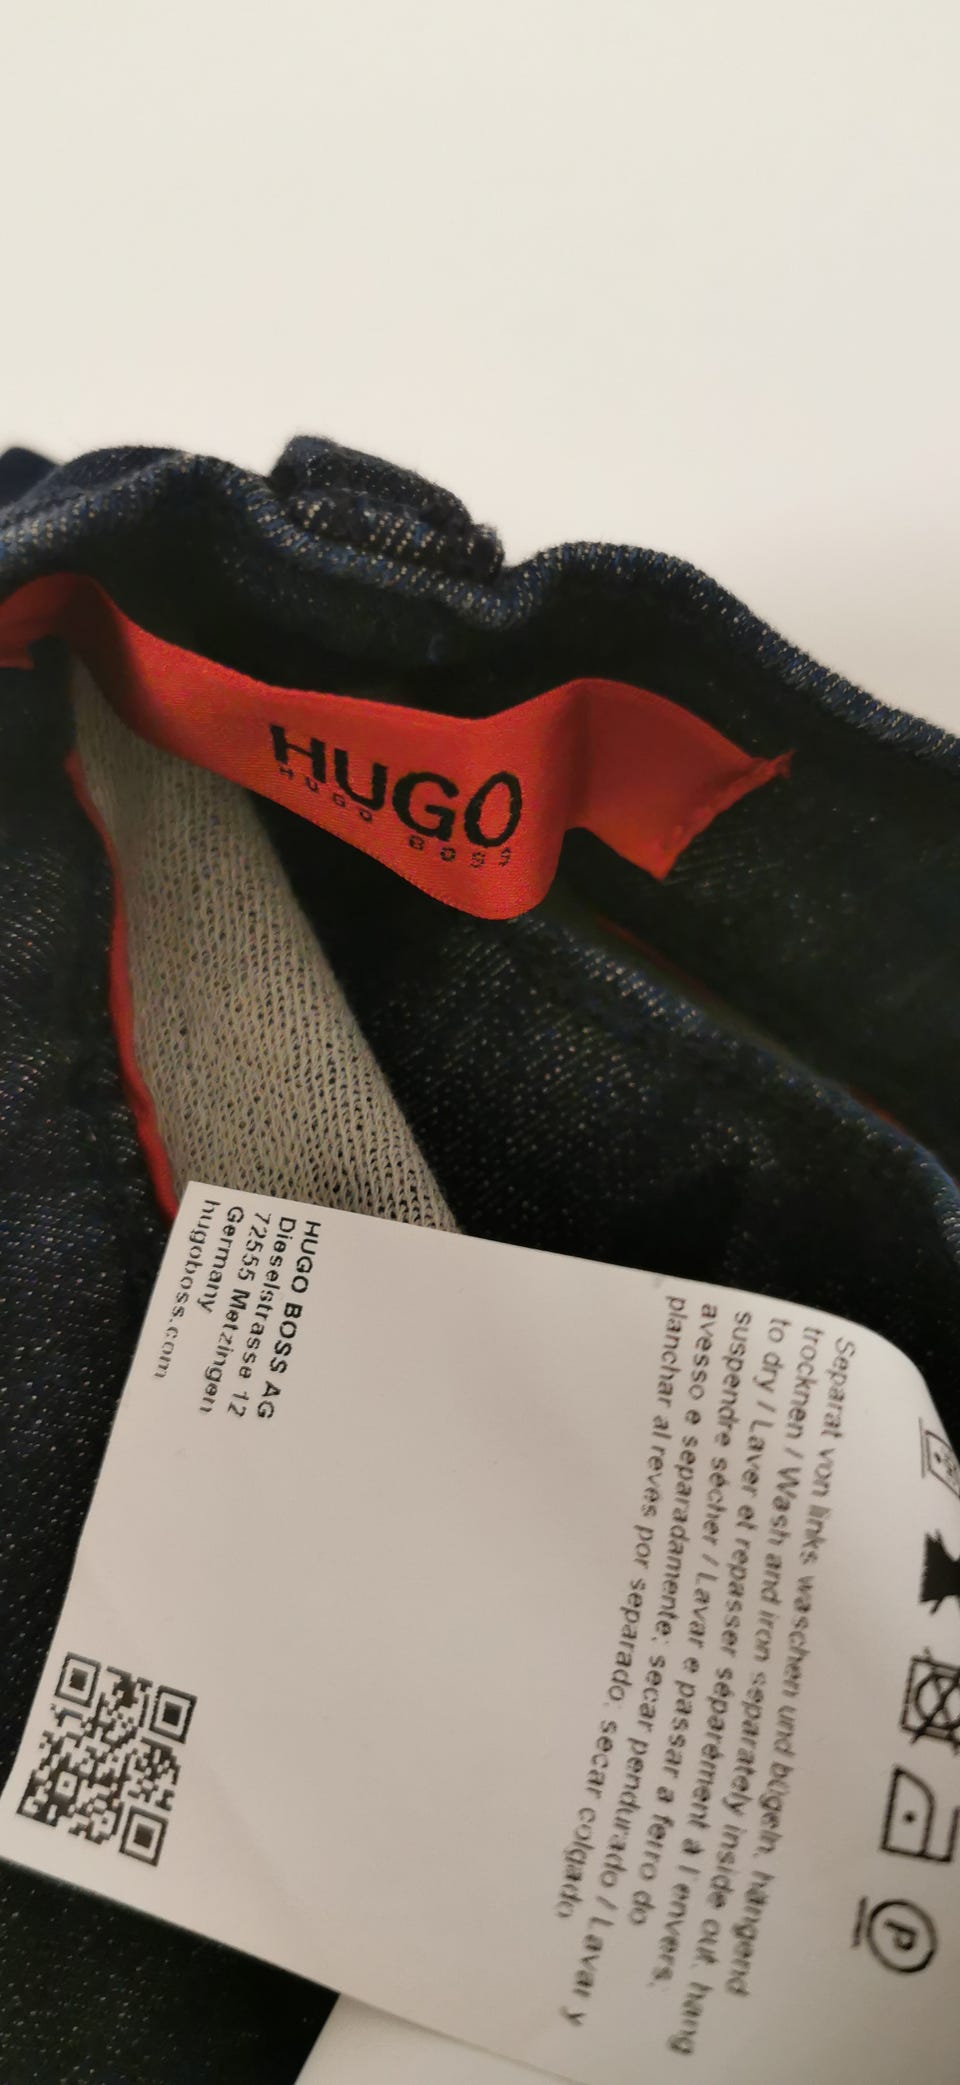 HUGO
HUGO BOSS
Separat von links waschen und bügeln, hängend
trocknen / Wash and iron separately inside out, hang
to dry / Laver et repasser séparément à l'envers,
suspendre sécher / Lavar e passar a ferro do
avesso e separadamente; secar pendurado / Lavar y
planchar al revés por separado; secar colgado
HUGO BOSS AG
Dieselstrasse 12
72555 Metzingen
Germany
hugoboss.com
P